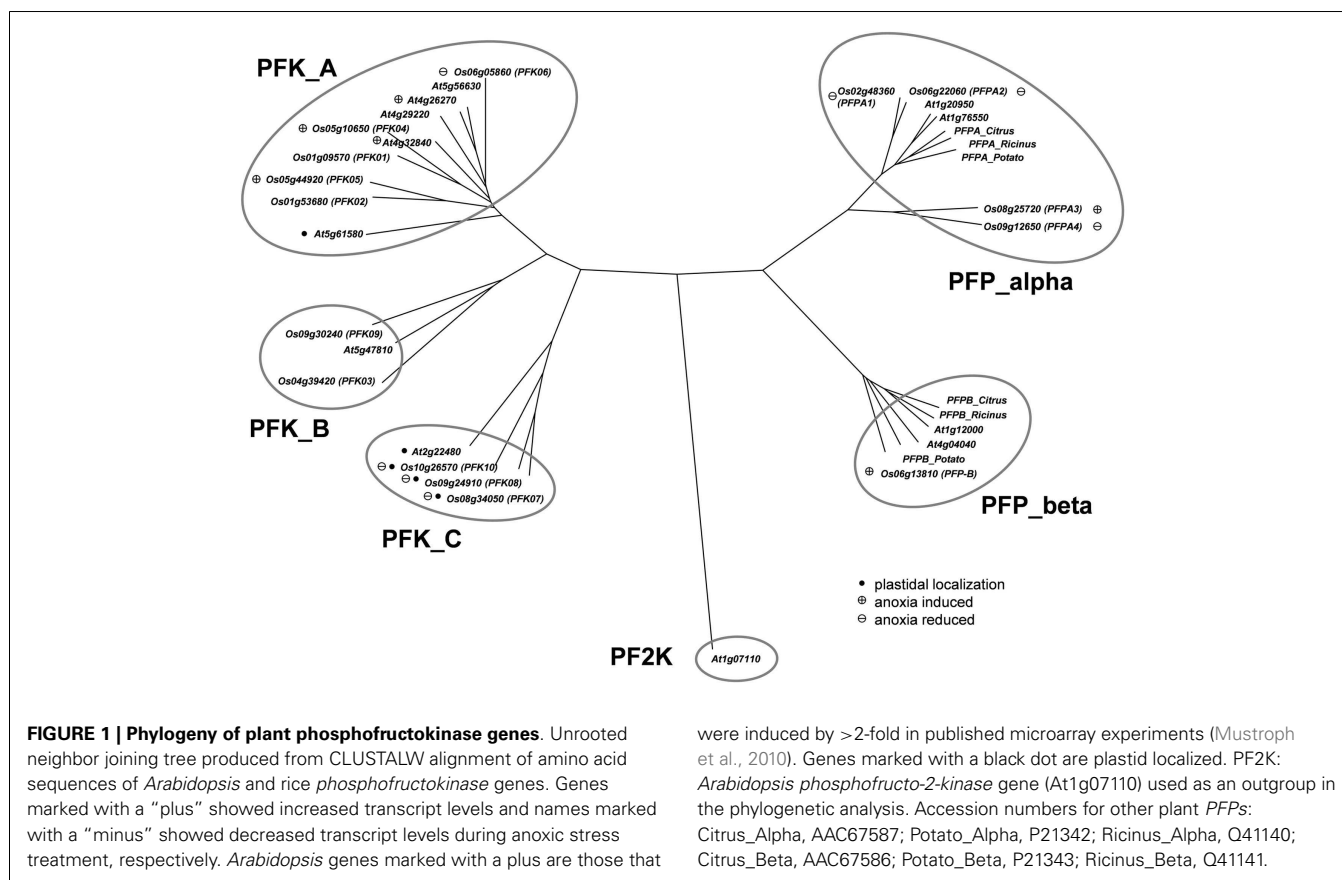 PFK_A
⊖ Os06g05860 (PFK06)
At5g56630
⊕ At4g26270
At4g29220
⊕ Os05g10650 (PFK04)
⊕ At4g32840
Os01g09570 (PFK01)
⊕ Os05g44920 (PFK05)
Os01g53680 (PFK02)
● At5g61580
Os09g30240 (PFK09)
At5g47810
Os04g39420 (PFK03)
PFK_B
● At2g22480
⊖ ● Os10g26570 (PFK10)
⊖ ● Os09g24910 (PFK08)
⊖ ● Os08g34050 (PFK07)
PFK_C
⊖ Os02g48360
(PFPA1)
Os06g22060 (PFPA2) ⊖
At1g20950
At1g76550
PFPA_Citrus
PFPA_Ricinus
PFPA_Potato
Os08g25720 (PFPA3) ⊕
Os09g12650 (PFPA4) ⊖
PFP_alpha
PFPB_Citrus
PFPB_Ricinus
At1g12000
At4g04040
PFPB_Potato
⊕ Os06g13810 (PFP-B)
PFP_beta
● plastidal localization
⊕ anoxia induced
⊖ anoxia reduced
PF2K
At1g07110
FIGURE 1 | Phylogeny of plant phosphofructokinase genes. Unrooted
neighbor joining tree produced from CLUSTALW alignment of amino acid
sequences of Arabidopsis and rice phosphofructokinase genes. Genes
marked with a “plus” showed increased transcript levels and names marked
with a “minus” showed decreased transcript levels during anoxic stress
treatment, respectively. Arabidopsis genes marked with a plus are those that
were induced by >2-fold in published microarray experiments (Mustroph
et al., 2010). Genes marked with a black dot are plastid localized. PF2K:
Arabidopsis phosphofructo-2-kinase gene (At1g07110) used as an outgroup in
the phylogenetic analysis. Accession numbers for other plant PFPs:
Citrus_Alpha, AAC67587; Potato_Alpha, P21342; Ricinus_Alpha, Q41140;
Citrus_Beta, AAC67586; Potato_Beta, P21343; Ricinus_Beta, Q41141.